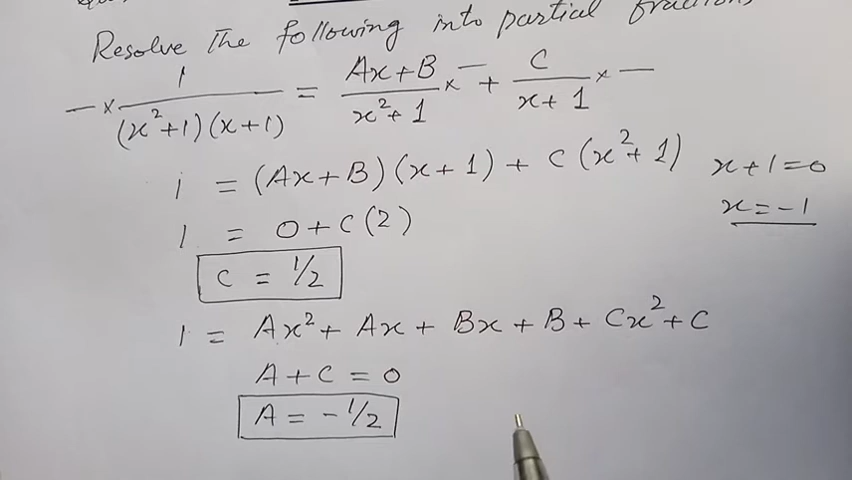 Resolve The following into partial fractions
— × 1/(x²+1)(x+1) = Ax+B/x²+1 × — + C/x+1 × —
1 = (Ax+B)(x+1) + C(x²+1)
x+1=0
x=-1
1 = 0+C(2)
C = 1/2
1 = Ax²+ Ax + Bx + B + Cx²+ C
A+C = 0
A = -1/2